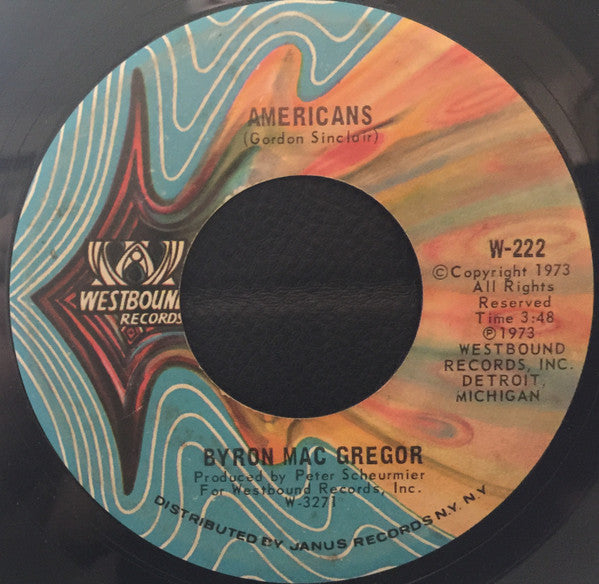 AMERICANS
(Gordon Sinclair)
WESTBOUND
RECORDS
W-222
©Copyright 1973
All Rights
Reserved
Time 3:48
℗1973
WESTBOUND
RECORDS, INC.
DETROIT,
MICHIGAN
BYRON MAC GREGOR
Produced by Peter Scheurmier
For Westbound Records, Inc.
W-3271
DISTRIBUTED BY JANUS RECORDS N.Y. N.Y